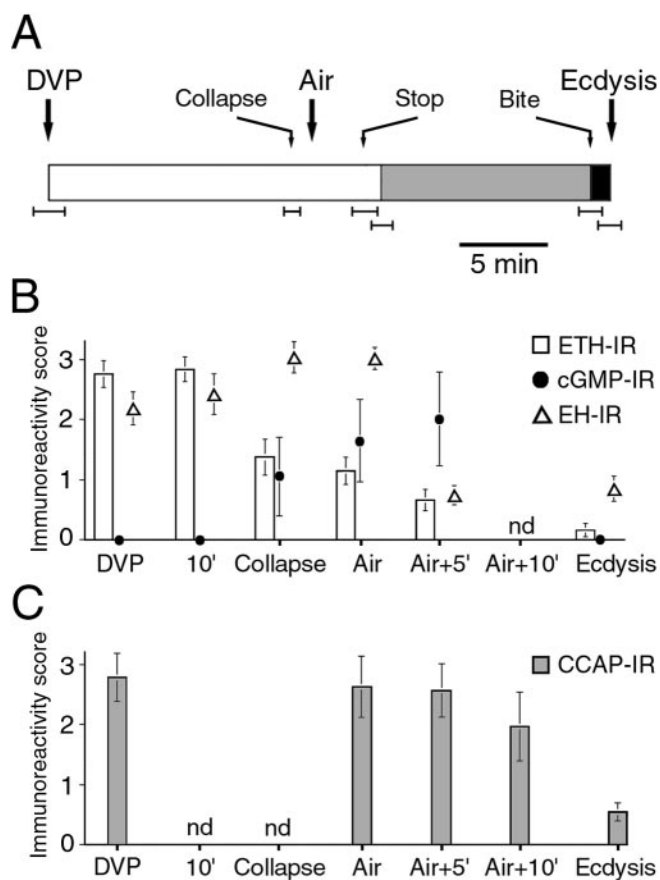 A
DVP
Collapse
Air
Stop
Bite
Ecdysis
5 min
B
Immunoreactivity score
3
2
1
0
ETH-IR
cGMP-IR
EH-IR
nd
DVP 10' Collapse Air Air+5' Air+10' Ecdysis
C
Immunoreactivity score
3
2
1
0
CCAP-IR
nd nd
DVP 10' Collapse Air Air+5' Air+10' Ecdysis